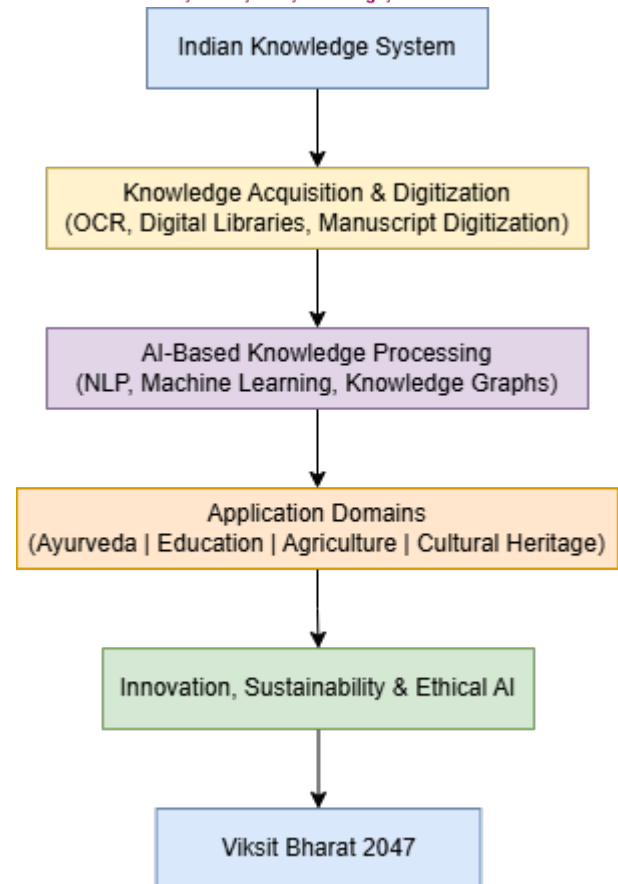 Indian Knowledge System
Knowledge Acquisition & Digitization
(OCR, Digital Libraries, Manuscript Digitization)
AI-Based Knowledge Processing
(NLP, Machine Learning, Knowledge Graphs)
Application Domains
(Ayurveda | Education | Agriculture | Cultural Heritage)
Innovation, Sustainability & Ethical AI
Viksit Bharat 2047